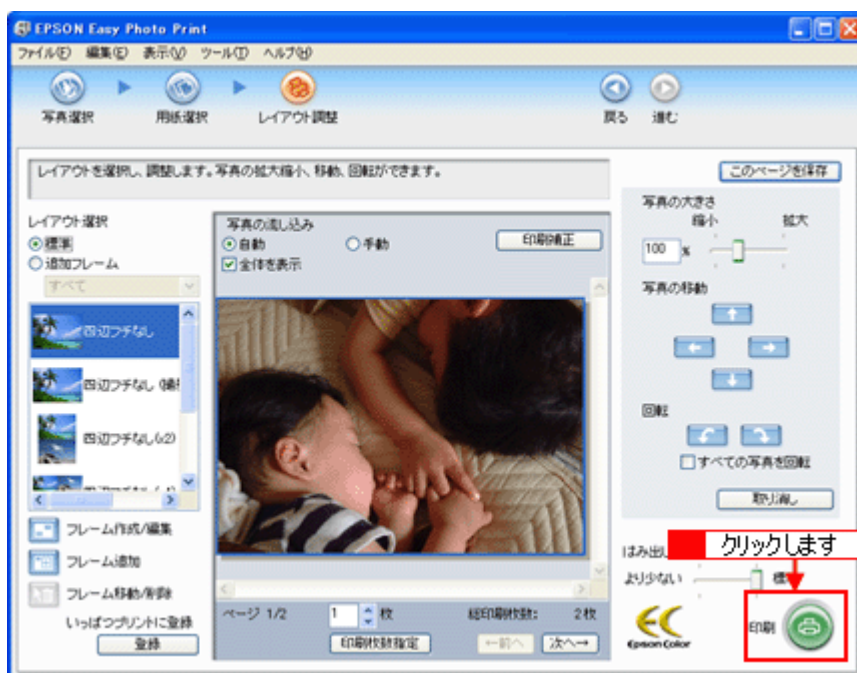 EPSON Easy Photo Print
ファイル(F) 編集(E) 表示(V) ツール(T) ヘルプ(H)
写真選択 用紙選択 レイアウト調整 戻る 進む
レイアウトを選択し、調整します。写真の拡大縮小、移動、回転ができます。
このページを保存
レイアウト選択
標準
追加フレーム
すべて
四辺フチなし
四辺フチなし
四辺フチなし(x2)
フレーム作成/編集
フレーム追加
フレーム移動/削除
いっぱつプリントに登録
登録
写真の流し込み
自動 手動
印刷補正
全体を表示
ページ 1/2 1 枚 総印刷枚数: 2枚
印刷枚数指定 ←前へ 次へ→
写真の大きさ
縮小 拡大
100 %
写真の移動
回転
すべての写真を回転
取り消し
はみ出し
クリックします
より少ない 標準
Epson Color
印刷